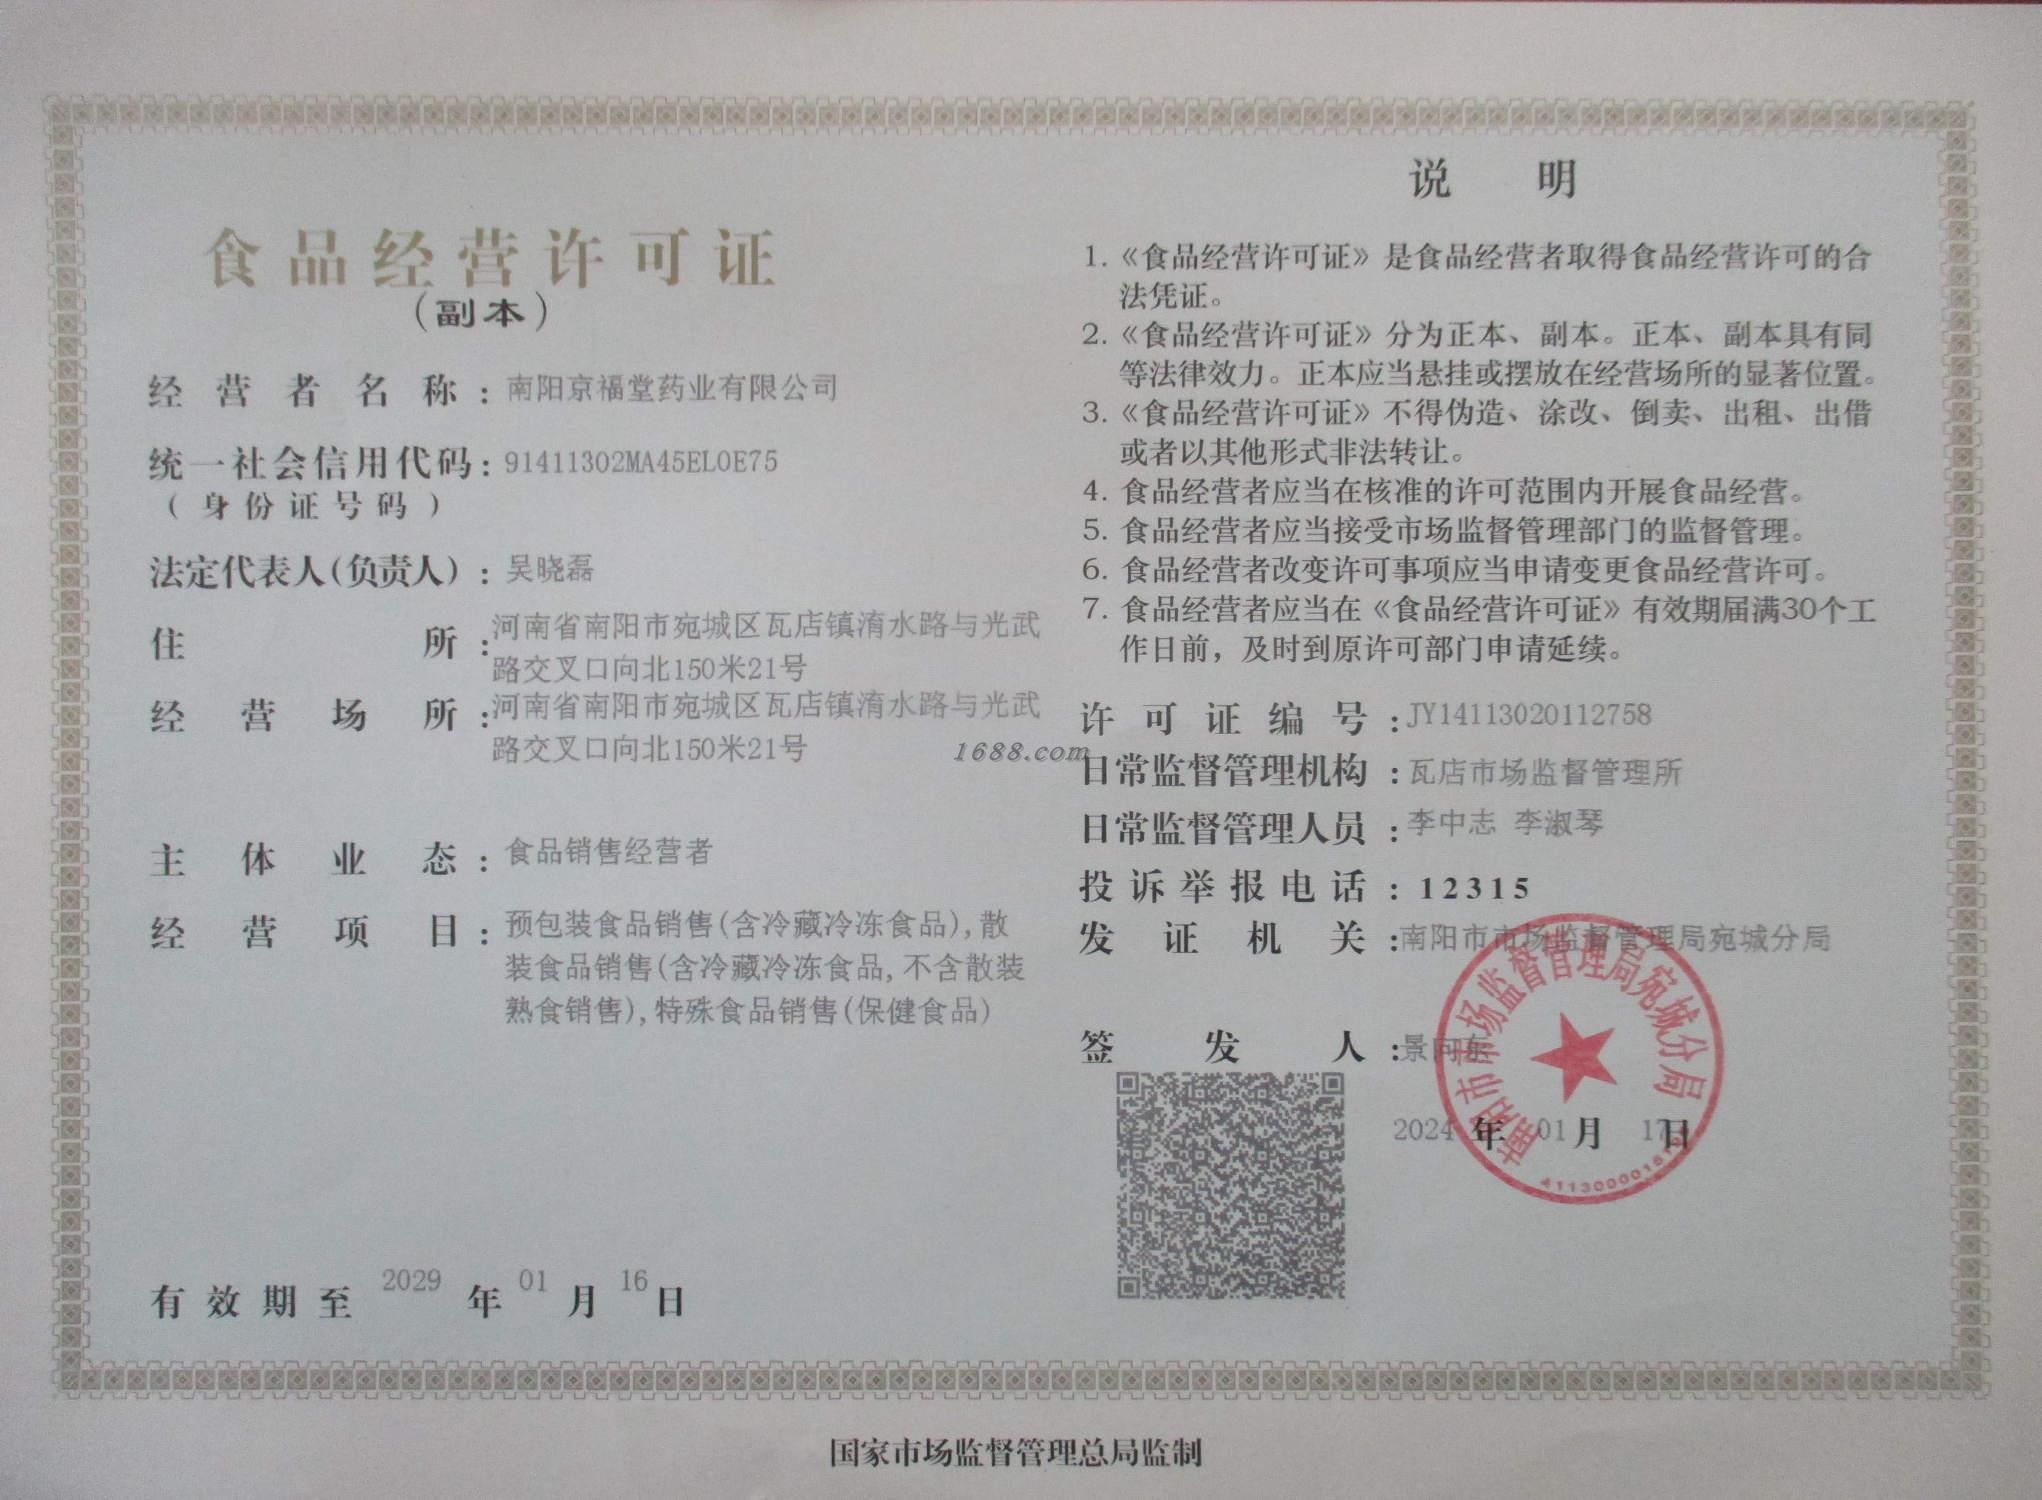 食品经营许可证
（副本）
经营者名称：南阳京福堂药业有限公司
统一社会信用代码：91411302MA45EL0E75
（身份证号码）
法定代表人（负责人）：吴晓磊
住所：河南省南阳市宛城区瓦店镇淯水路与光武
路交叉口向北150米21号
经营场所：河南省南阳市宛城区瓦店镇淯水路与光武
路交叉口向北150米21号
主体业态：食品销售经营者
经营项目：预包装食品销售(含冷藏冷冻食品),散
装食品销售(含冷藏冷冻食品,不含散装
熟食销售),特殊食品销售(保健食品)
有效期至 2029 年 01 月 16 日
说明
1.《食品经营许可证》是食品经营者取得食品经营许可的合
法凭证。
2.《食品经营许可证》分为正本、副本。正本、副本具有同
等法律效力。正本应当悬挂或摆放在经营场所的显著位置。
3.《食品经营许可证》不得伪造、涂改、倒卖、出租、出借
或者以其他形式非法转让。
4. 食品经营者应当在核准的许可范围内开展食品经营。
5. 食品经营者应当接受市场监督管理部门的监督管理。
6. 食品经营者改变许可事项应当申请变更食品经营许可。
7. 食品经营者应当在《食品经营许可证》有效期届满30个工
作日前，及时到原许可部门申请延续。
许可证编号：JY14113020112758
1688.com
日常监督管理机构：瓦店市场监督管理所
日常监督管理人员：李中志 李淑琴
投诉举报电话：12315
发证机关：南阳市市场监督管理局宛城分局
签发人：景向东
2024 年 01 月 17 日
南阳市市场监督管理局宛城分局
国家市场监督管理总局监制